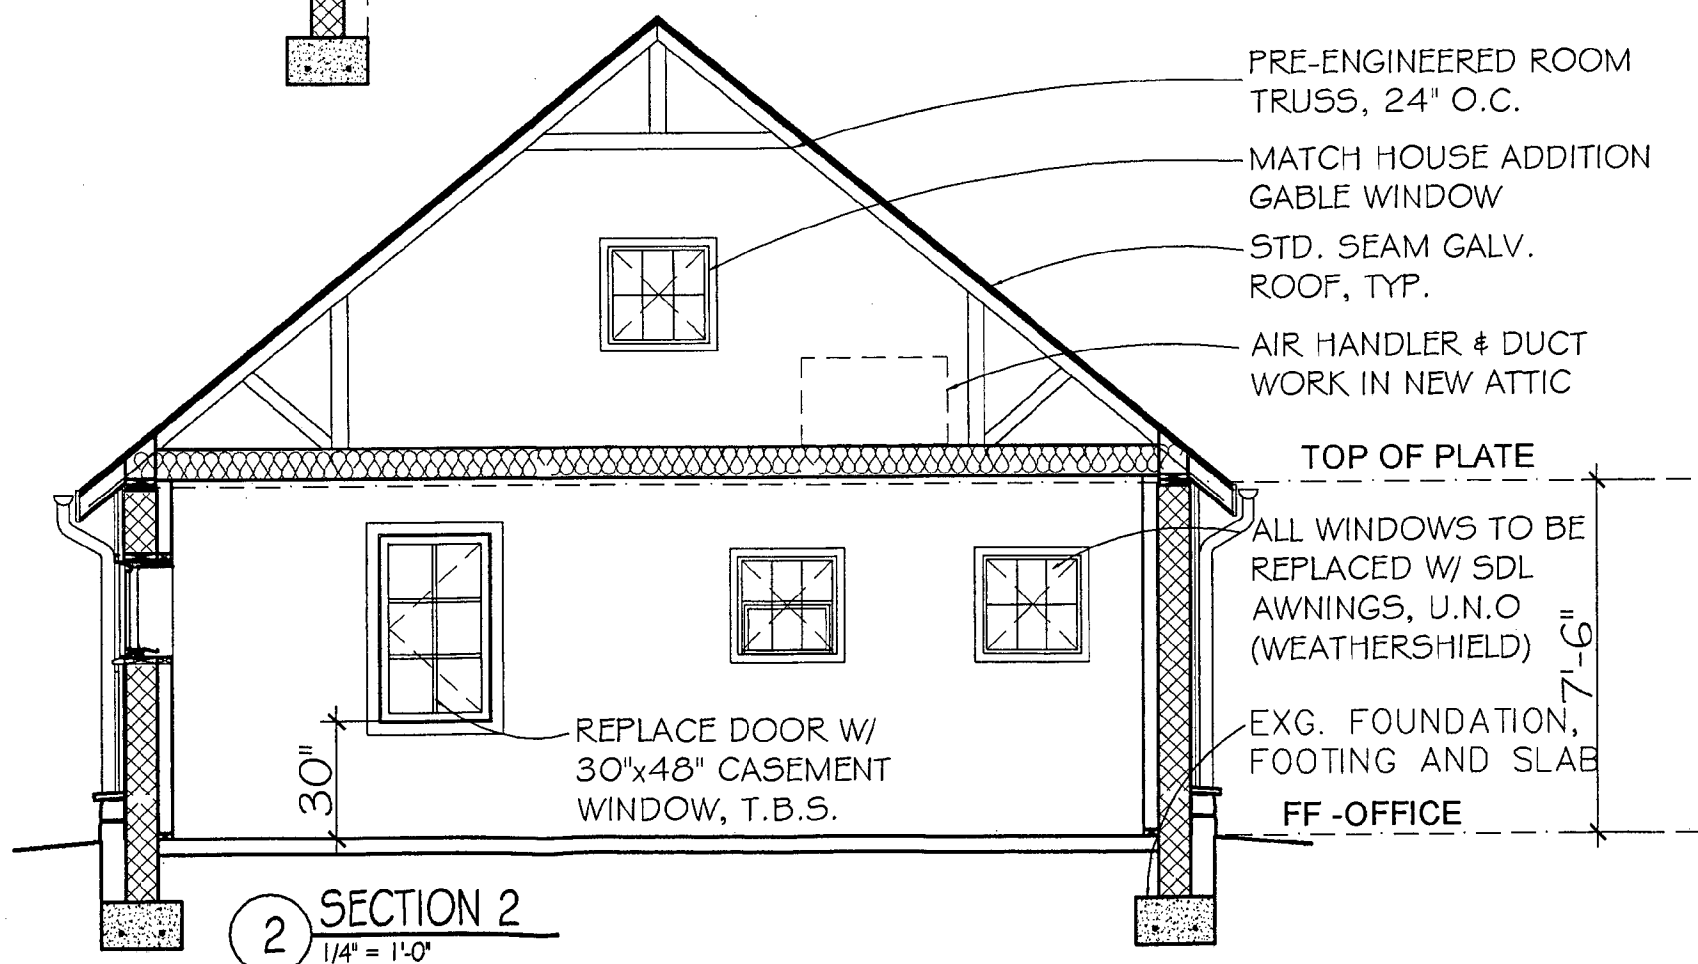 PRE-ENGINEERED ROOM
TRUSS, 24" O.C.
MATCH HOUSE ADDITION
GABLE WINDOW
STD. SEAM GALV.
ROOF, TYP.
AIR HANDLER & DUCT
WORK IN NEW ATTIC
TOP OF PLATE
ALL WINDOWS TO BE
REPLACED W/ SDL
AWNINGS, U.N.O
(WEATHERSHIELD)
7'-6"
EXG. FOUNDATION,
FOOTING AND SLAB
FF -OFFICE
REPLACE DOOR W/
30"x48" CASEMENT
WINDOW, T.B.S.
30"
2
SECTION 2
1/4" = 1'-0"